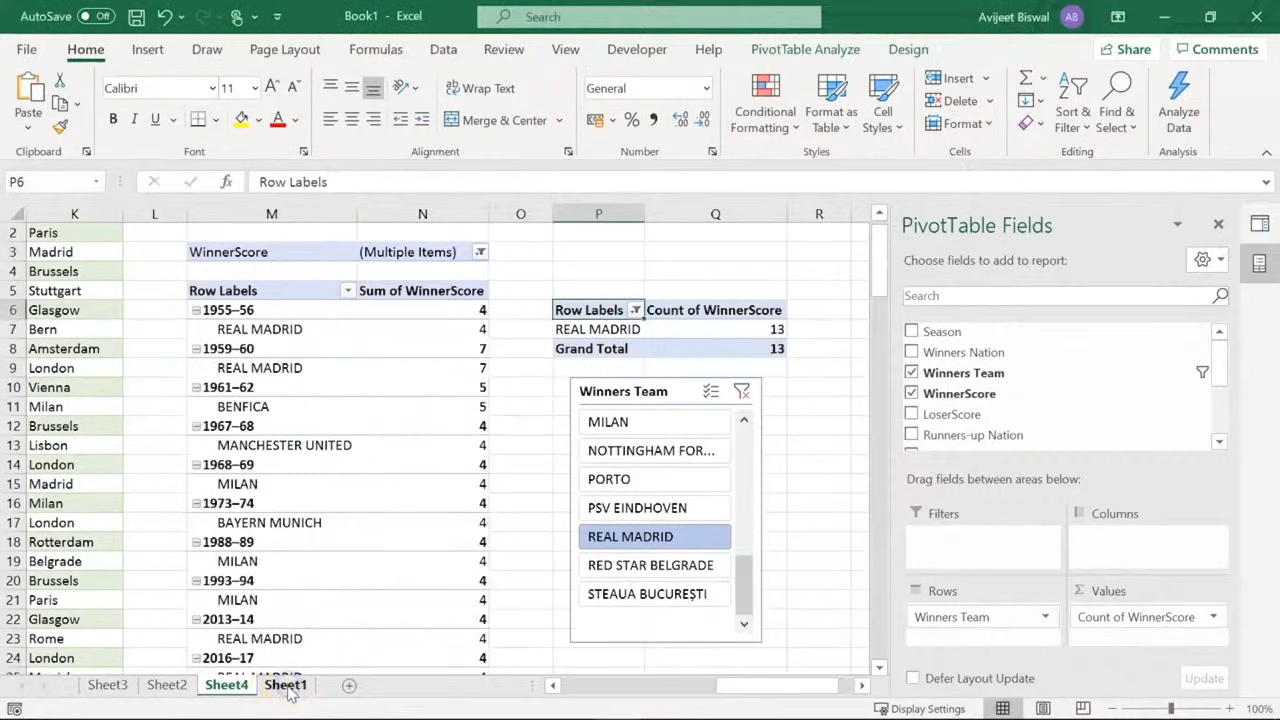 AutoSave Off Book1 - Excel Search Avijeet Biswal AB
File Home Insert Draw Page Layout Formulas Data Review View Developer Help PivotTable Analyze Design Share Comments
Paste
Calibri 11 A A
B I U A
ab Wrap Text
Merge & Center
General
%
Conditional Formatting
Format as Table
Cell Styles
Insert
Delete
Format
Sort & Filter
Find & Select
Analyze Data
Clipboard Font Alignment Number Styles Cells Editing Analysis
P6 fx Row Labels
K L M N O P Q R
2 Paris
3 Madrid WinnerScore (Multiple Items)
4 Brussels
5 Stuttgart Row Labels Sum of WinnerScore
6 Glasgow 1955–56 4 Row Labels Count of WinnerScore
7 Bern REAL MADRID 4 REAL MADRID 13
8 Amsterdam 1959–60 7 Grand Total 13
9 London REAL MADRID 7
10 Vienna 1961–62 5
11 Milan BENFICA 5
12 Brussels 1967–68 4
13 Lisbon MANCHESTER UNITED 4
14 London 1968–69 4
15 Madrid MILAN 4
16 Milan 1973–74 4
17 London BAYERN MUNICH 4
18 Rotterdam 1988–89 4
19 Belgrade MILAN 4
20 Brussels 1993–94 4
21 Paris MILAN 4
22 Glasgow 2013–14 4
23 Rome REAL MADRID 4
24 London 2016–17 4
Winners Team
MILAN
NOTTINGHAM FOR...
PORTO
PSV EINDHOVEN
REAL MADRID
RED STAR BELGRADE
STEAUA BUCUREȘTI
PivotTable Fields
Choose fields to add to report:
Search
Season
Winners Nation
Winners Team
WinnerScore
LoserScore
Runners-up Nation
Drag fields between areas below:
Filters Columns
Rows Σ Values
Winners Team Count of WinnerScore
Defer Layout Update Update
Sheet3 Sheet2 Sheet4 Sheet1
Display Settings 100%